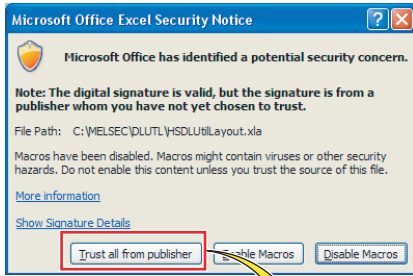 Microsoft Office Excel Security Notice
Microsoft Office has identified a potential security concern.
Note: The digital signature is valid, but the signature is from a
publisher whom you have not yet chosen to trust.
File Path: C:\MELSEC\DLUTL\HSDLUtilLayout.xla
Macros have been disabled. Macros might contain viruses or other security
hazards. Do not enable this content unless you trust the source of this file.
More information
Show Signature Details
Trust all from publisher Enable Macros Disable Macros